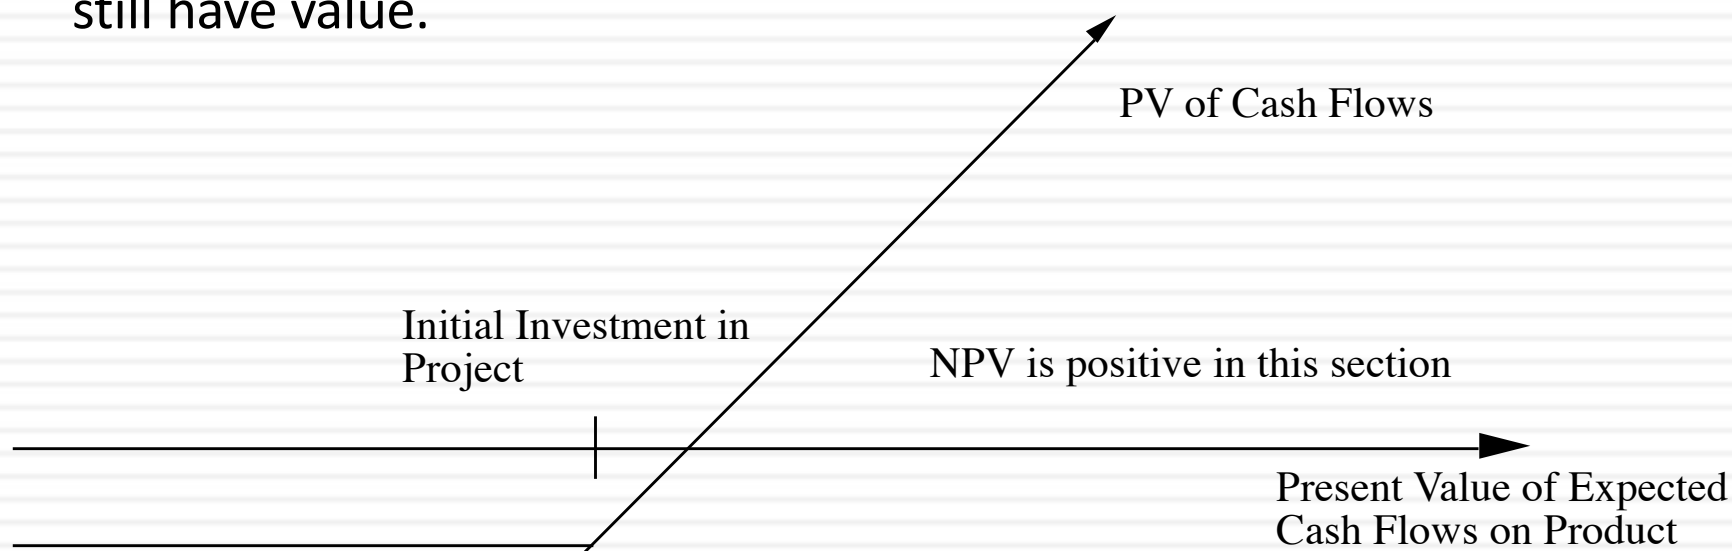 still have value.
PV of Cash Flows
Initial Investment in
Project
NPV is positive in this section
Present Value of Expected
Cash Flows on Product